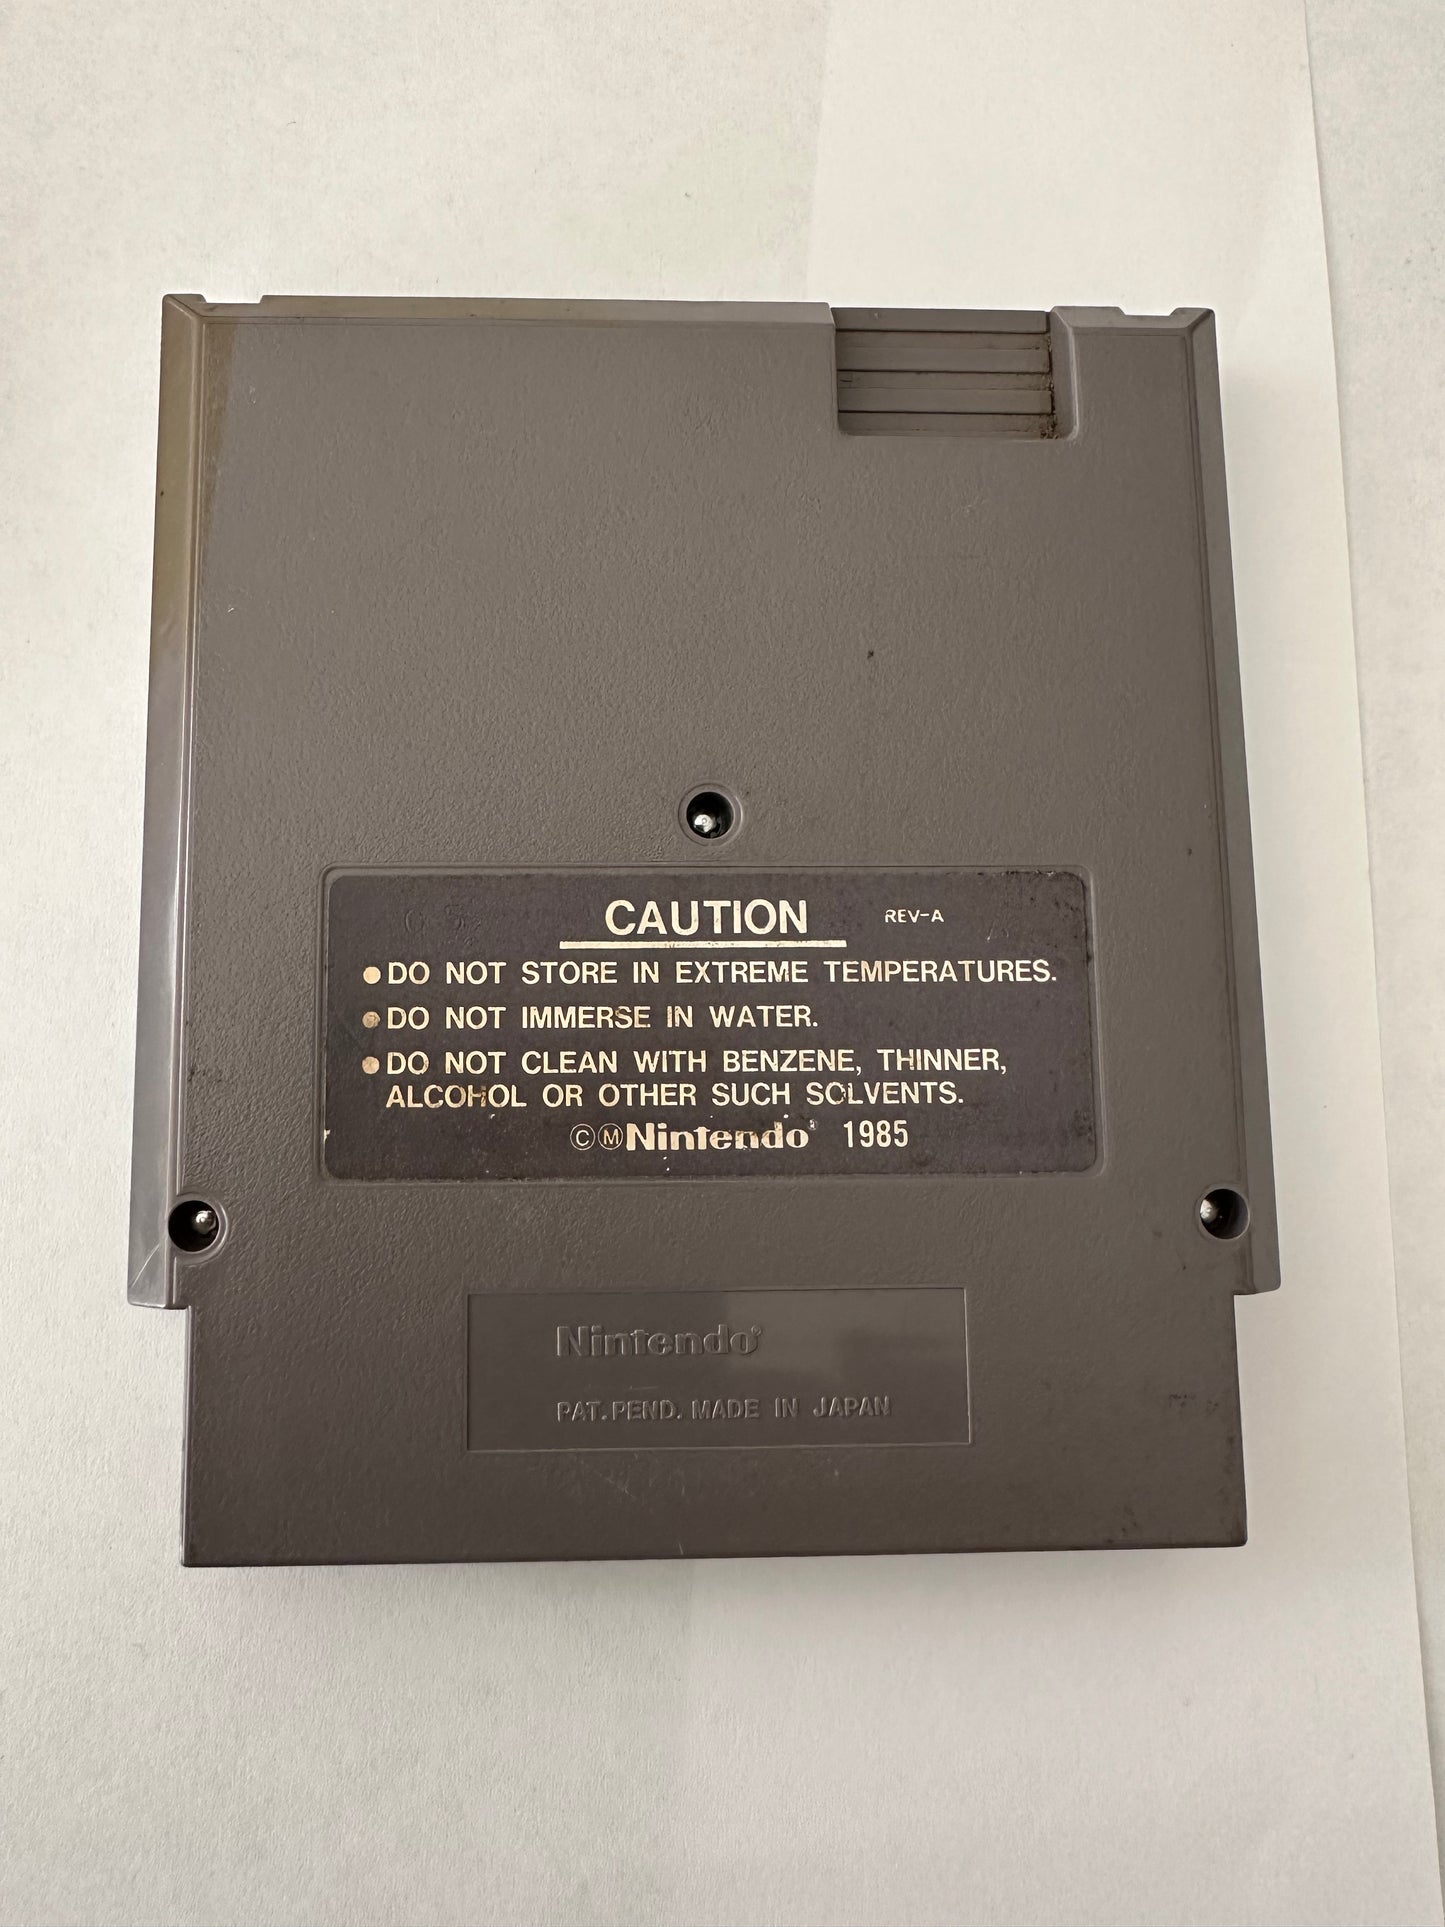 CAUTION REV-A
●DO NOT STORE IN EXTREME TEMPERATURES.
●DO NOT IMMERSE IN WATER.
●DO NOT CLEAN WITH BENZENE, THINNER,
ALCOHOL OR OTHER SUCH SOLVENTS.
ⒸⓂNintendo® 1985
Nintendo®
PAT. PEND. MADE IN JAPAN